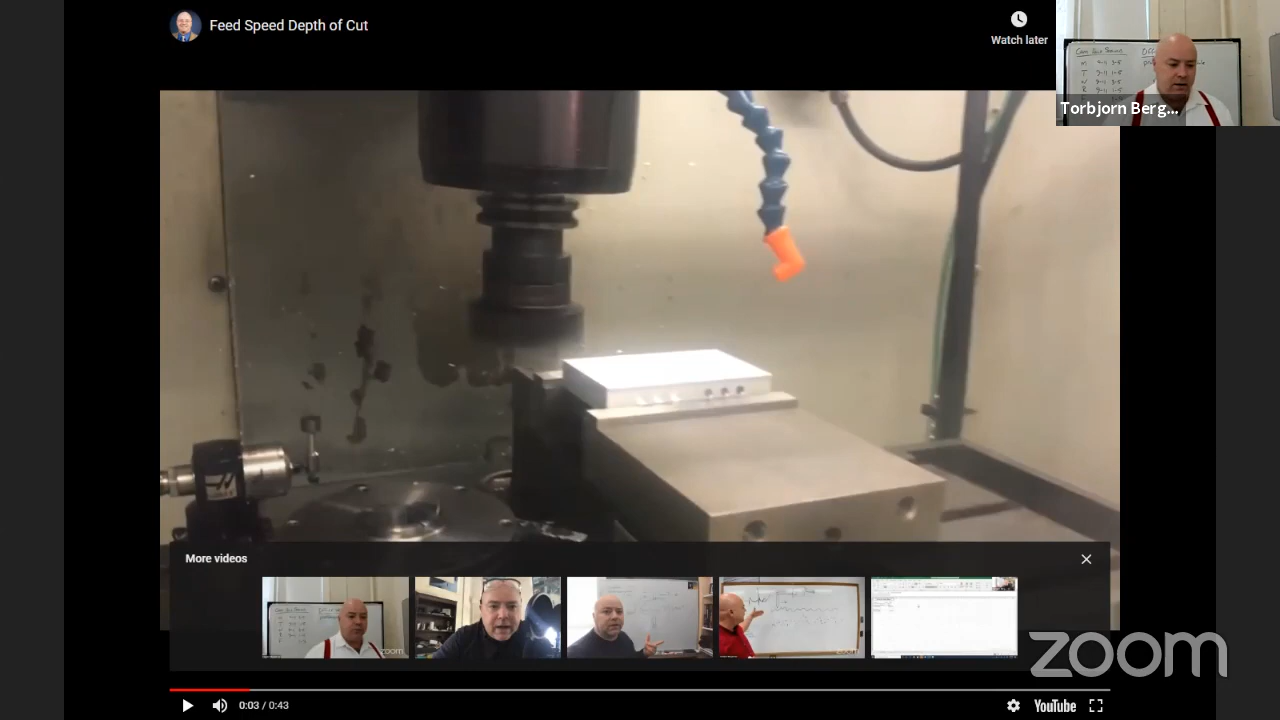 Feed Speed Depth of Cut
Watch later
Torbjorn Berg...
More videos
zoom
0:03 / 0:43
YouTube